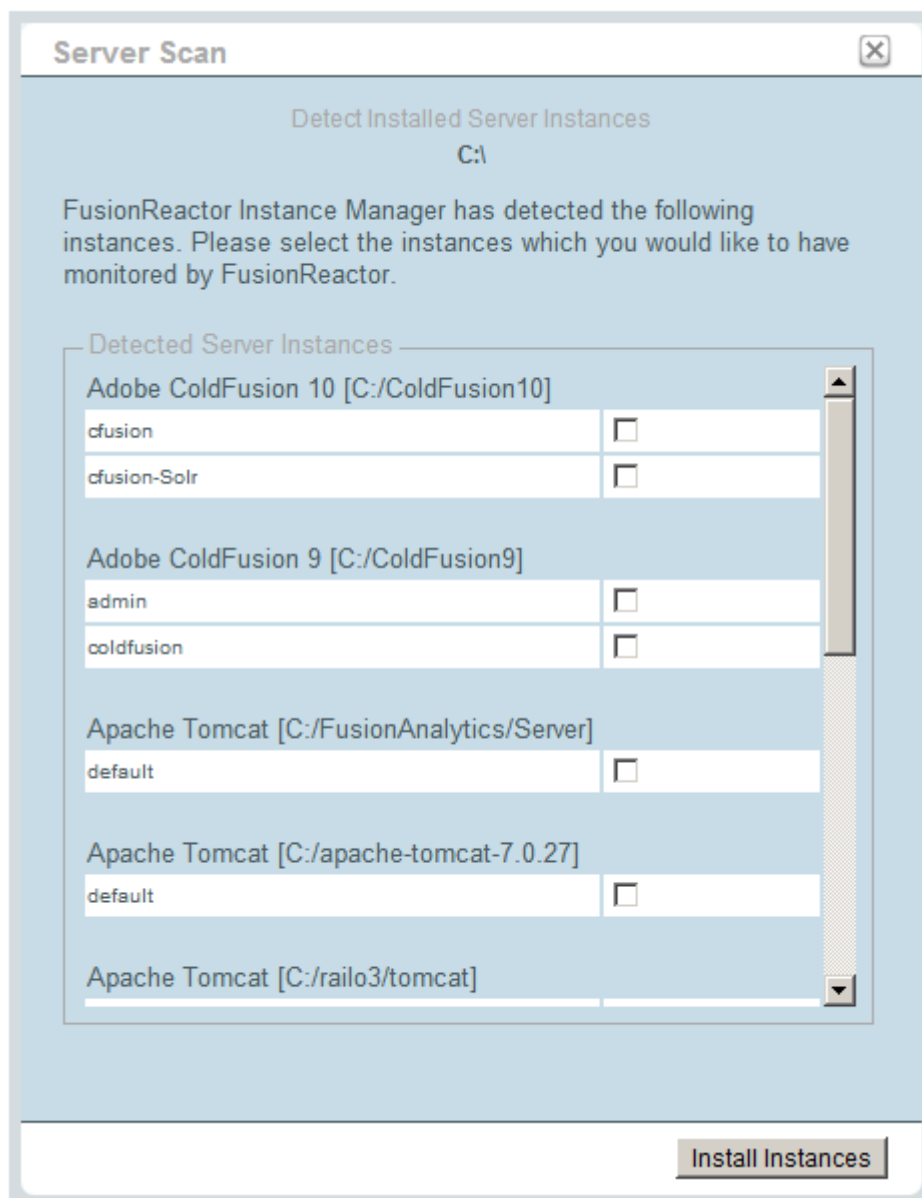 Server Scan
Detect Installed Server Instances
C:\
FusionReactor Instance Manager has detected the following
instances. Please select the instances which you would like to have
monitored by FusionReactor.
Detected Server Instances
Adobe ColdFusion 10 [C:/ColdFusion10]
cfusion
cfusion-Solr
Adobe ColdFusion 9 [C:/ColdFusion9]
admin
coldfusion
Apache Tomcat [C:/FusionAnalytics/Server]
default
Apache Tomcat [C:/apache-tomcat-7.0.27]
default
Apache Tomcat [C:/railo3/tomcat]
Install Instances